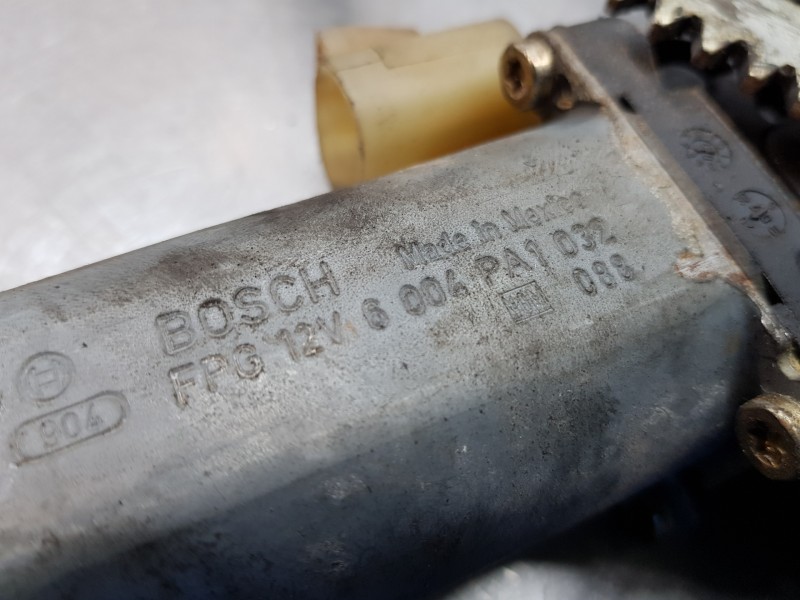 Made in Mexico
BOSCH
FPG 12V 6 004 PA1 032
088
904